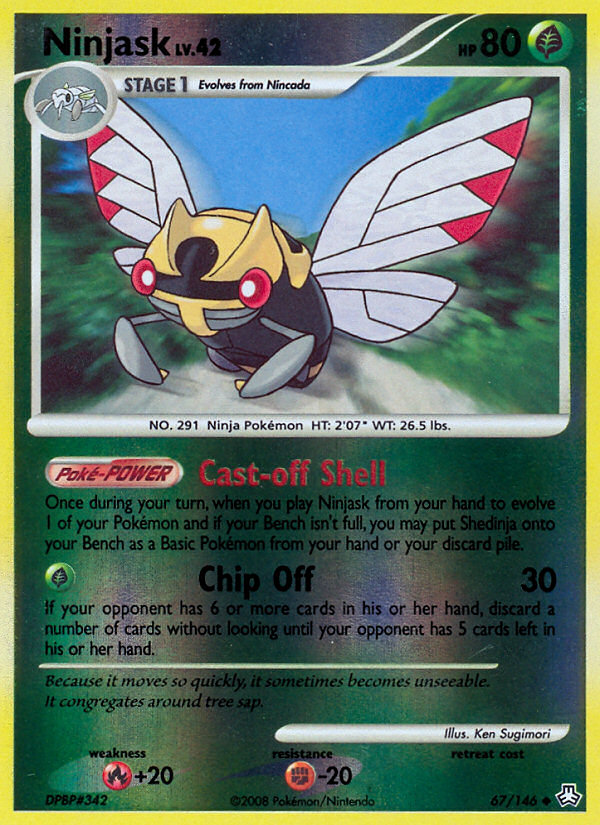 Ninjask LV.42 HP 80
STAGE 1 Evolves from Nincada
NO. 291 Ninja Pokémon HT: 2'07" WT: 26.5 lbs.
Poké-POWER Cast-off Shell
Once during your turn, when you play Ninjask from your hand to evolve
1 of your Pokémon and if your Bench isn't full, you may put Shedinja onto
your Bench as a Basic Pokémon from your hand or your discard pile.
Chip Off 30
If your opponent has 6 or more cards in his or her hand, discard a
number of cards without looking until your opponent has 5 cards left in
his or her hand.
Because it moves so quickly, it sometimes becomes unseeable.
It congregates around tree sap.
Illus. Ken Sugimori
weakness resistance retreat cost
+20 -20
DPBP#342 ©2008 Pokémon/Nintendo 67/146